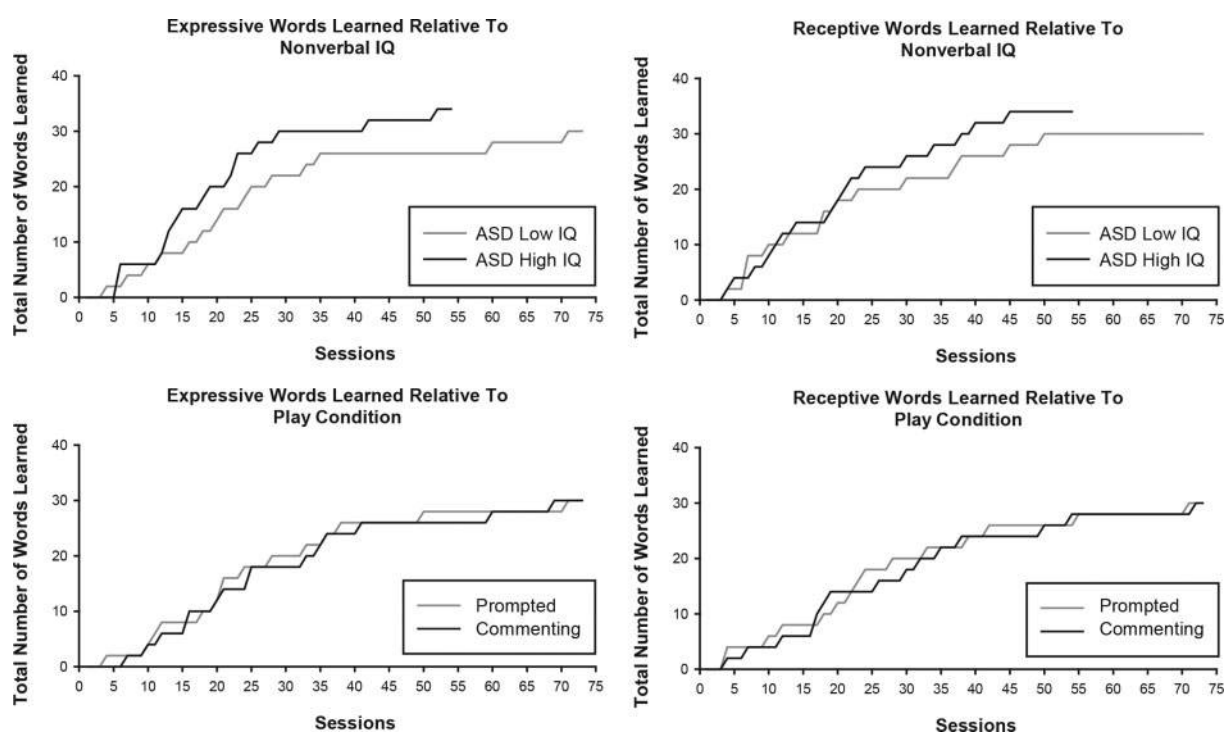 Expressive Words Learned Relative To
Nonverbal IQ
Total Number of Words Learned
40
30
20
10
0
0 5 10 15 20 25 30 35 40 45 50 55 60 65 70 75
Sessions
ASD Low IQ
ASD High IQ
Receptive Words Learned Relative To
Nonverbal IQ
Total Number of Words Learned
40
30
20
10
0
0 5 10 15 20 25 30 35 40 45 50 55 60 65 70 75
Sessions
ASD Low IQ
ASD High IQ
Expressive Words Learned Relative To
Play Condition
Total Number of Words Learned
40
30
20
10
0
0 5 10 15 20 25 30 35 40 45 50 55 60 65 70 75
Sessions
Prompted
Commenting
Receptive Words Learned Relative To
Play Condition
Total Number of Words Learned
40
30
20
10
0
0 5 10 15 20 25 30 35 40 45 50 55 60 65 70 75
Sessions
Prompted
Commenting